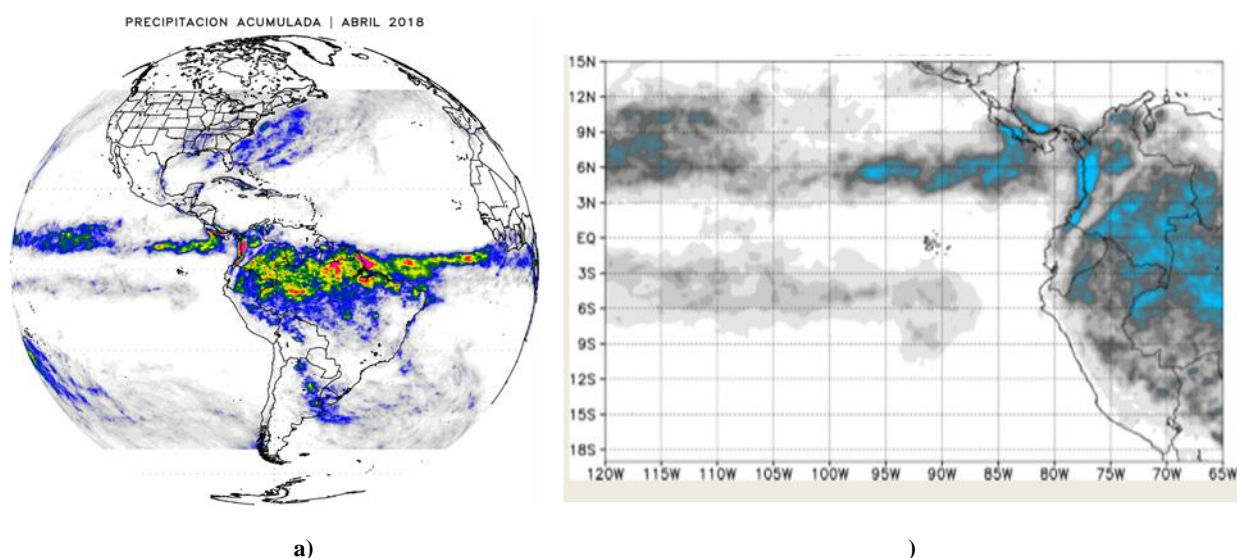 PRECIPITACION ACUMULADA | ABRIL 2018
15N
12N
9N
6N
3N
EQ
3S
6S
9S
12S
15S
18S
120W 115W 110W 105W 100W 95W 90W 85W 80W 75W 70W 65W
a)
)